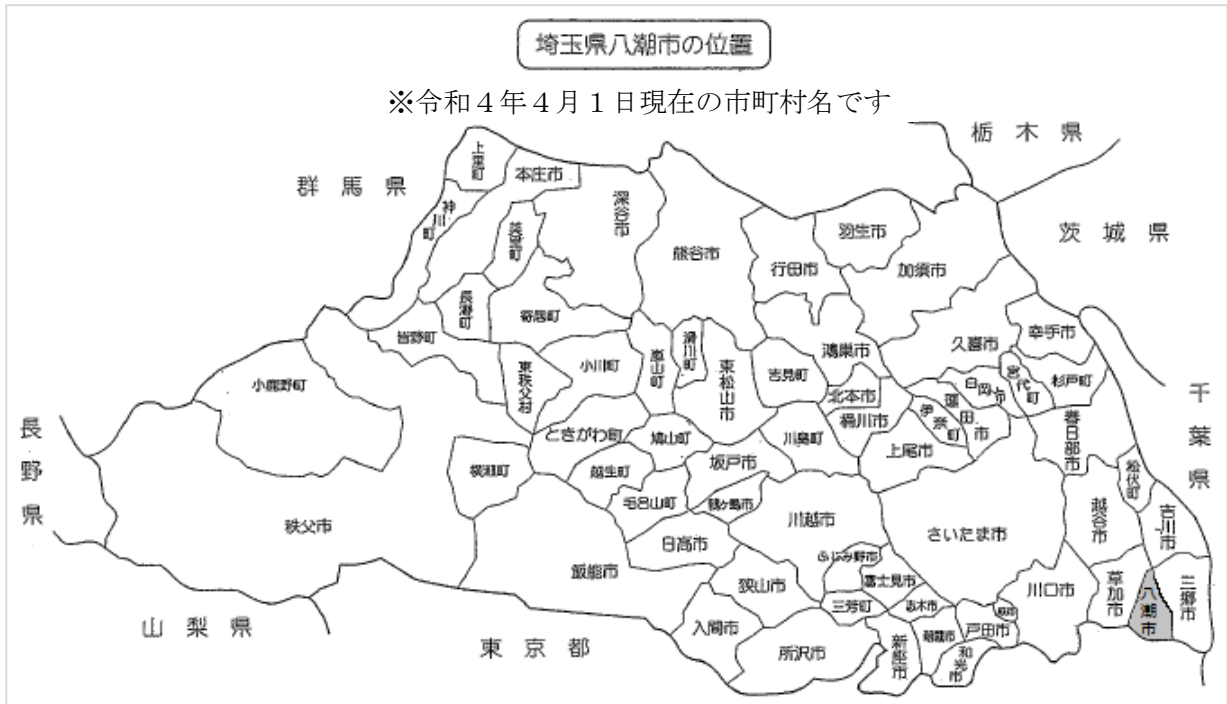 埼玉県八潮市の位置
※令和４年４月１日現在の市町村名です
栃木県
群馬県
茨城県
千葉県
長野県
山梨県
東京都
上里町
本庄市
神川町
美里町
深谷市
熊谷市
行田市
羽生市
加須市
長瀞町
皆野町
寄居町
小鹿野町
東秩父村
小川町
嵐山町
滑川町
東松山市
吉見町
鴻巣市
久喜市
幸手市
北本市
桶川市
伊奈町
蓮田市
白岡市
宮代町
杉戸町
春日部市
ときがわ町
鳩山町
川島町
上尾市
横瀬町
越生町
坂戸市
毛呂山町
鶴ヶ島市
川越市
さいたま市
越谷市
松伏町
吉川市
秩父市
飯能市
日高市
狭山市
ふじみ野市
富士見市
三芳町
志木市
川口市
草加市
八潮市
三郷市
入間市
所沢市
新座市
朝霞市
和光市
戸田市